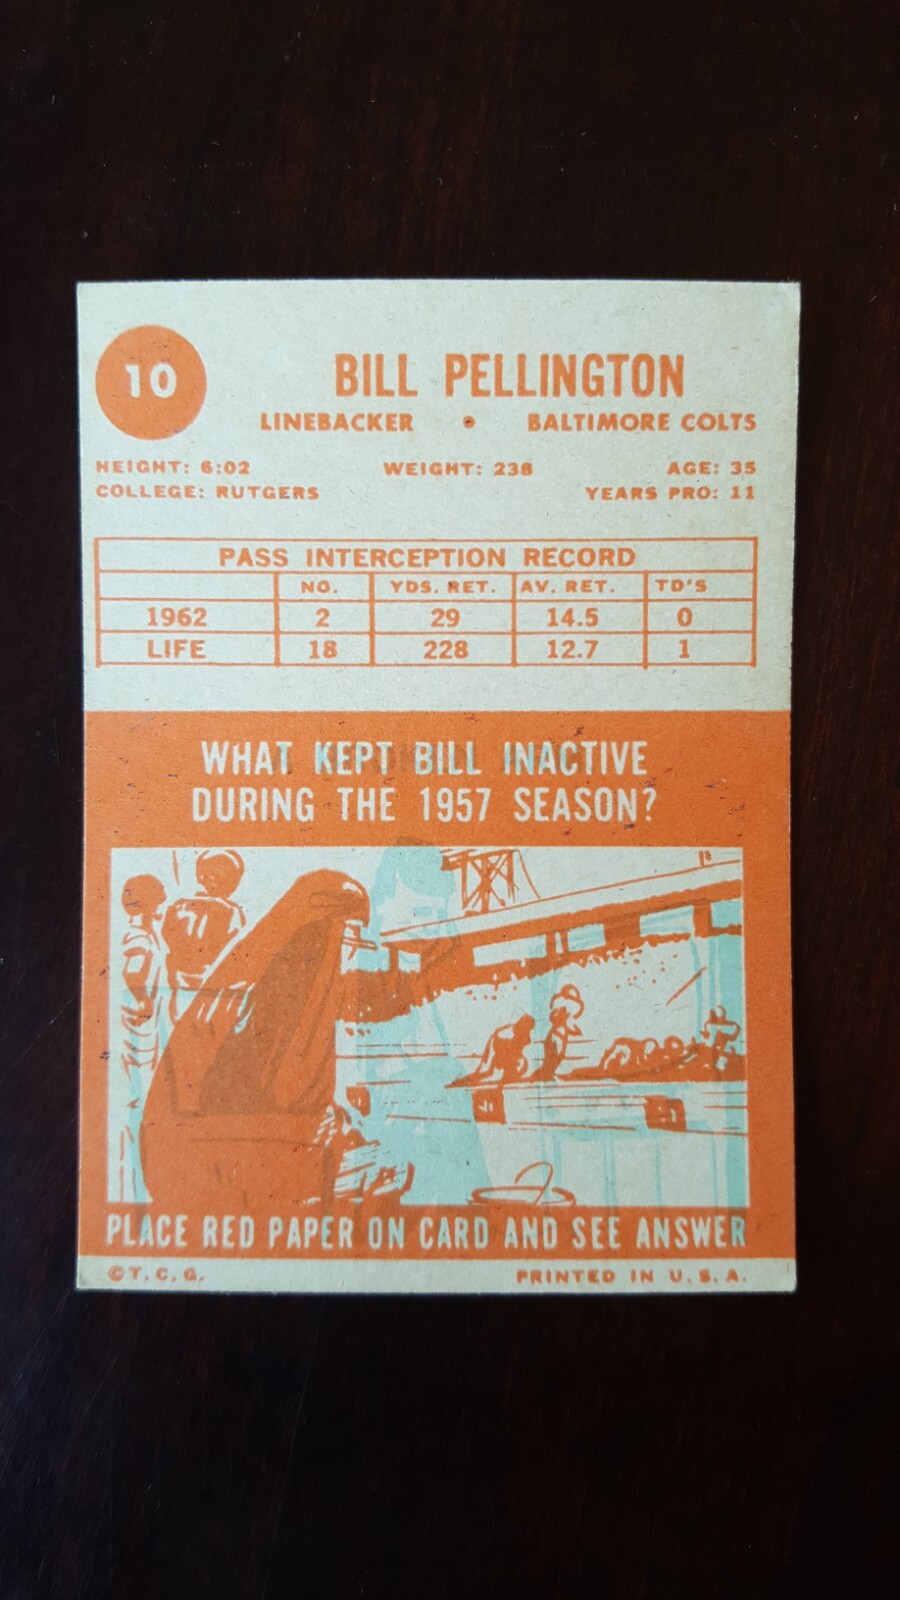 10
BILL PELLINGTON
LINEBACKER • BALTIMORE COLTS
HEIGHT: 6:02 WEIGHT: 238 AGE: 35
COLLEGE: RUTGERS YEARS PRO: 11
PASS INTERCEPTION RECORD
NO. YDS. RET. AV. RET. TD'S
1962 2 29 14.5 0
LIFE 18 228 12.7 1
WHAT KEPT BILL INACTIVE
DURING THE 1957 SEASON?
71
PLACE RED PAPER ON CARD AND SEE ANSWER
©T.C.G. PRINTED IN U.S.A.